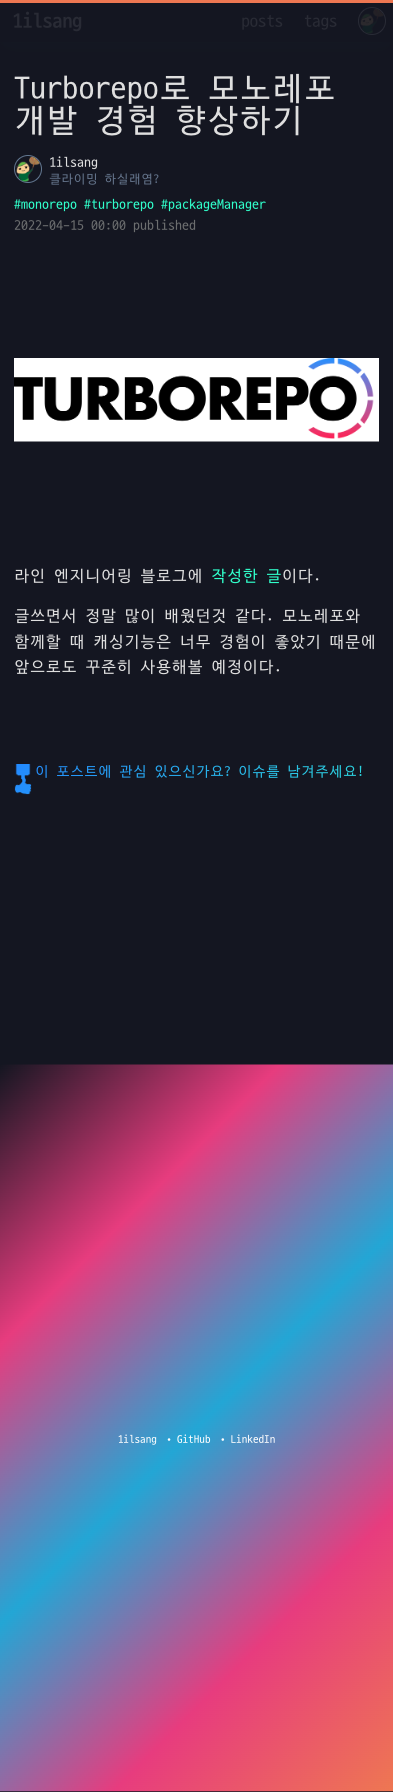 1ilsang posts tags
Turborepo로 모노레포
개발 경험 향상하기
1ilsang
클라이밍 하실래염?
#monorepo #turborepo #packageManager
2022-04-15 00:00 published
TURBOREPO
라인 엔지니어링 블로그에 작성한 글이다.
글쓰면서 정말 많이 배웠던것 같다. 모노레포와
함께할 때 캐싱기능은 너무 경험이 좋았기 때문에
앞으로도 꾸준히 사용해볼 예정이다.
이 포스트에 관심 있으신가요? 이슈를 남겨주세요!
1ilsang • GitHub • LinkedIn